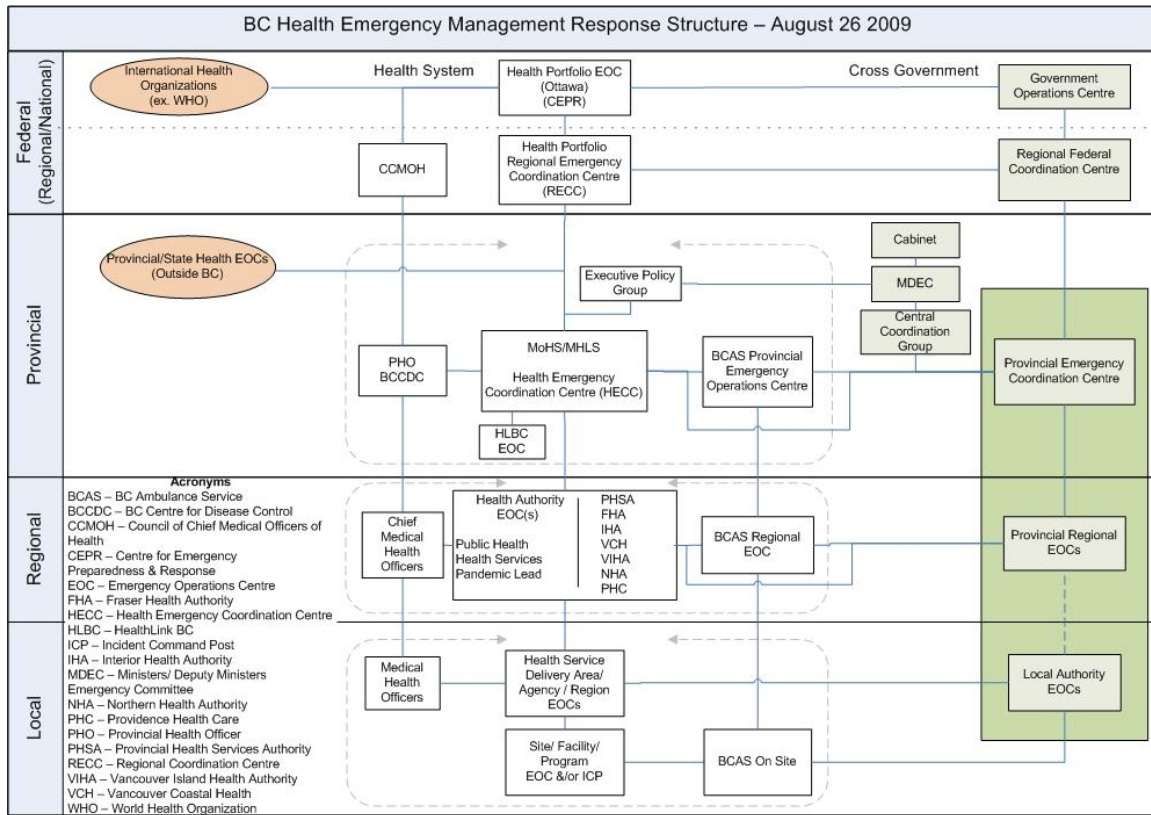 BC Health Emergency Management Response Structure – August 26 2009
Federal
(Regional/National)
International Health
Organizations
(ex. WHO)
Health System
Health Portfolio EOC
(Ottawa)
(CEPR)
Cross Government
Government
Operations Centre
CCMOH
Health Portfolio
Regional Emergency
Coordination Centre
(RECC)
Regional Federal
Coordination Centre
Provincial
Provincial/State Health EOCs
(Outside BC)
Executive Policy
Group
Cabinet
MDEC
Central
Coordination
Group
PHO
BCCDC
MoHS/MHLS
Health Emergency
Coordination Centre (HECC)
BCAS Provincial
Emergency
Operations Centre
Provincial Emergency
Coordination Centre
HLBC
EOC
Regional
Chief
Medical
Health
Officers
Health Authority
EOC(s)
Public Health
Health Services
Pandemic Lead
PHSA
FHA
IHA
VCH
VIHA
NHA
PHC
BCAS Regional
EOC
Provincial Regional
EOCs
Local
Medical
Health
Officers
Health Service
Delivery Area/
Agency / Region
EOCs
Local Authority
EOCs
Site/ Facility/
Program
EOC &/or ICP
BCAS On Site
Acronyms
BCAS – BC Ambulance Service
BCCDC – BC Centre for Disease Control
CCMOH – Council of Chief Medical Officers of
Health
CEPR – Centre for Emergency
Preparedness & Response
EOC – Emergency Operations Centre
FHA – Fraser Health Authority
HECC – Health Emergency Coordination Centre
HLBC – HealthLink BC
ICP – Incident Command Post
IHA – Interior Health Authority
MDEC – Ministers/ Deputy Ministers
Emergency Committee
NHA – Northern Health Authority
PHC – Providence Health Care
PHO – Provincial Health Officer
PHSA – Provincial Health Services Authority
RECC – Regional Coordination Centre
VIHA – Vancouver Island Health Authority
VCH – Vancouver Coastal Health
WHO – World Health Organization